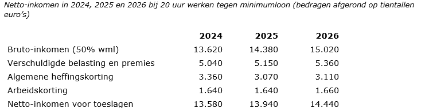 Netto-inkomen in 2024, 2025 en 2026 bij 20 uur werken tegen minimumloon (bedragen afgerond op tientallen
euro's)
2024 2025 2026
Bruto-inkomen (50% wml) 13.620 14.380 15.020
Verschuldigde belasting en premies 5.040 5.150 5.360
Algemene heffingskorting 3.360 3.070 3.110
Arbeidskorting 1.640 1.640 1.660
Netto-inkomen voor toeslagen 13.580 13.940 14.440